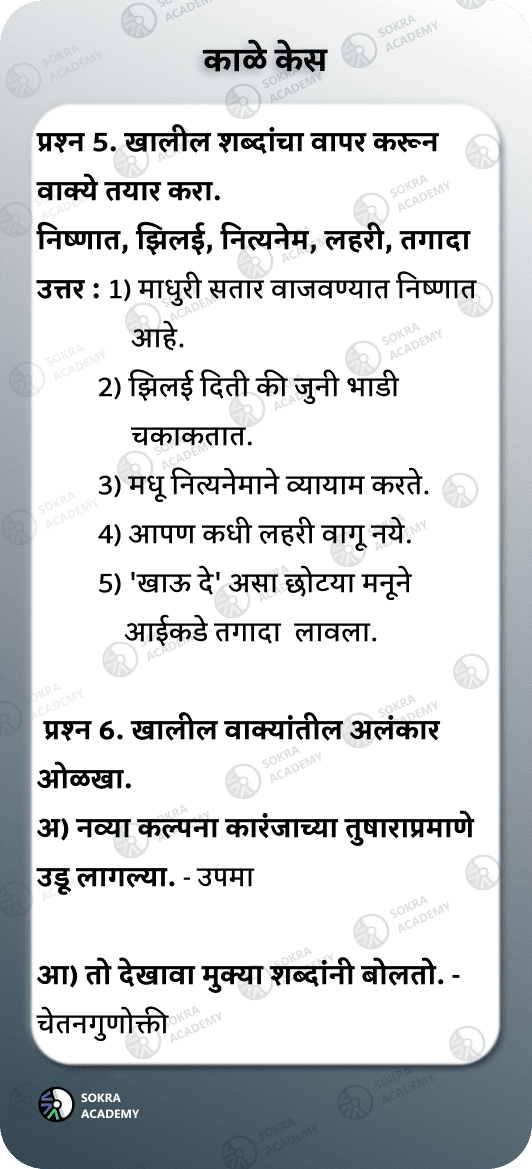 काळे केस
प्रश्न 5. खालील शब्दांचा वापर करून
वाक्ये तयार करा.
निष्णात, झिलई, नित्यनेम, लहरी, तगादा
उत्तर : 1) माधुरी सतार वाजवण्यात निष्णात
आहे.
2) झिलई दिती की जुनी भाडी
चकाकतात.
3) मधू नित्यनेमाने व्यायाम करते.
4) आपण कधी लहरी वागू नये.
5) 'खाऊ दे' असा छोटया मनूने
आईकडे तगादा लावला.
प्रश्न 6. खालील वाक्यांतील अलंकार
ओळखा.
अ) नव्या कल्पना कारंजाच्या तुषाराप्रमाणे
उडू लागल्या. - उपमा
आ) तो देखावा मुक्या शब्दांनी बोलतो. -
चेतनगुणोक्ती
SOKRA
ACADEMY